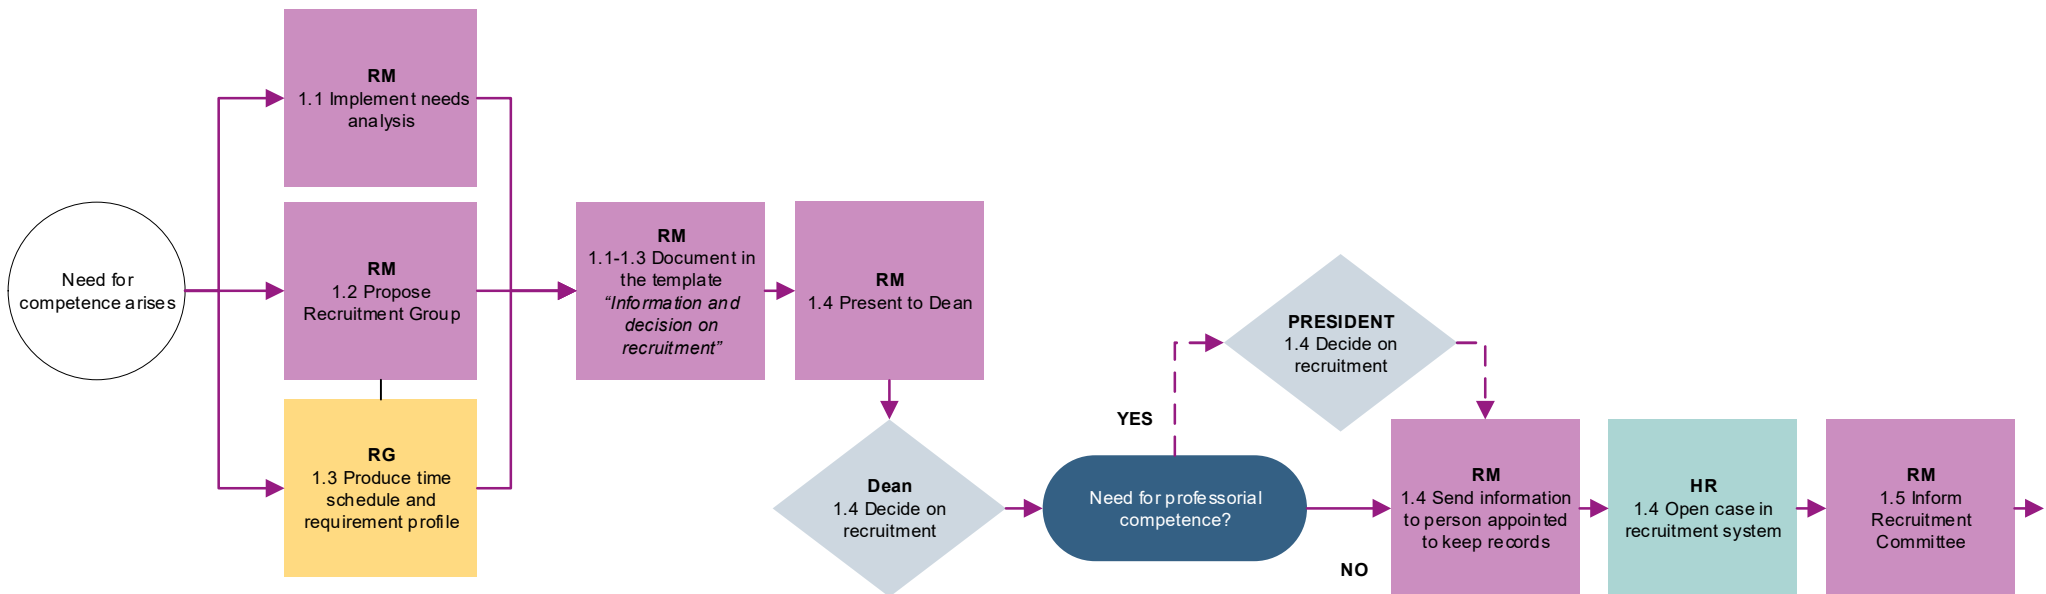 Need for
competence arises
RM
1.1 Implement needs
analysis
RM
1.2 Propose
Recruitment Group
RG
1.3 Produce time
schedule and
requirement profile
RM
1.1-1.3 Document in
the template
“Information and
decision on
recruitment”
RM
1.4 Present to Dean
Dean
1.4 Decide on
recruitment
Need for professorial
competence?
YES
NO
PRESIDENT
1.4 Decide on
recruitment
RM
1.4 Send information
to person appointed
to keep records
HR
1.4 Open case in
recruitment system
RM
1.5 Inform
Recruitment
Committee